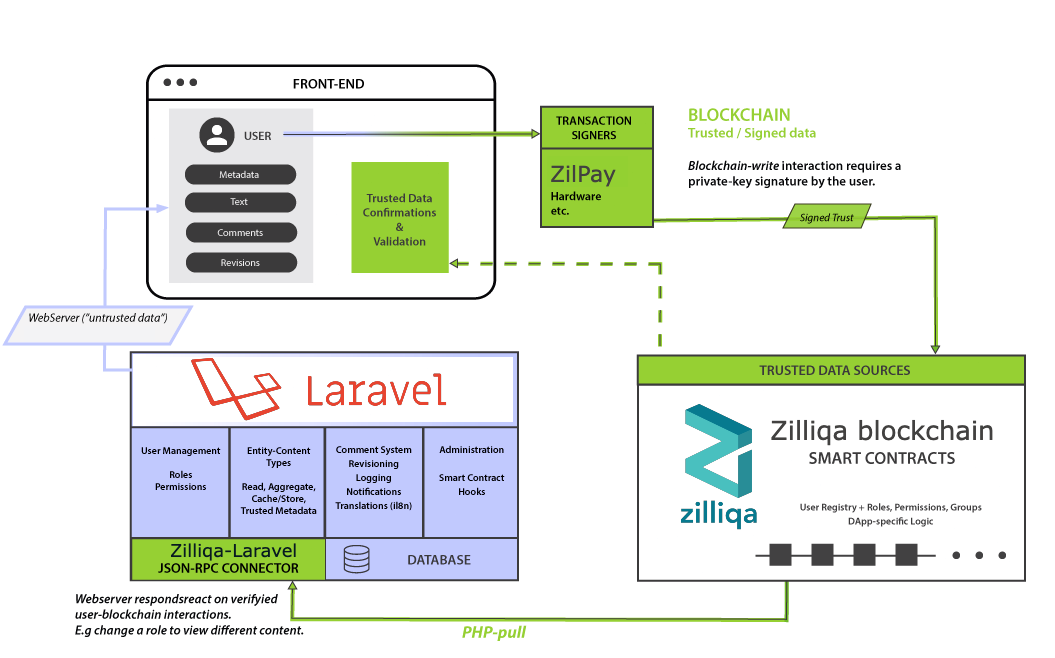 FRONT-END
USER
Metadata
Text
Comments
Revisions
Trusted Data
Confirmations
&
Validation
TRANSACTION
SIGNERS
ZilPay
Hardware
etc.
BLOCKCHAIN
Trusted / Signed data
Blockchain-write interaction requires a
private-key signature by the user.
Signed Trust
WebServer ("untrusted data")
Laravel
User Management
Roles
Permissions
Entity-Content
Types
Read, Aggregate,
Cache/Store,
Trusted Metadata
Comment System
Revisioning
Logging
Notifications
Translations (il8n)
Administration
Smart Contract
Hooks
Zilliqa-Laravel
JSON-RPC CONNECTOR
DATABASE
TRUSTED DATA SOURCES
Zilliqa blockchain
SMART CONTRACTS
zilliqa
User Registry + Roles, Permissions, Groups
DApp-specific Logic
Webserver respondsreact on verifyied
user-blockchain interactions.
E.g change a role to view different content.
PHP-pull